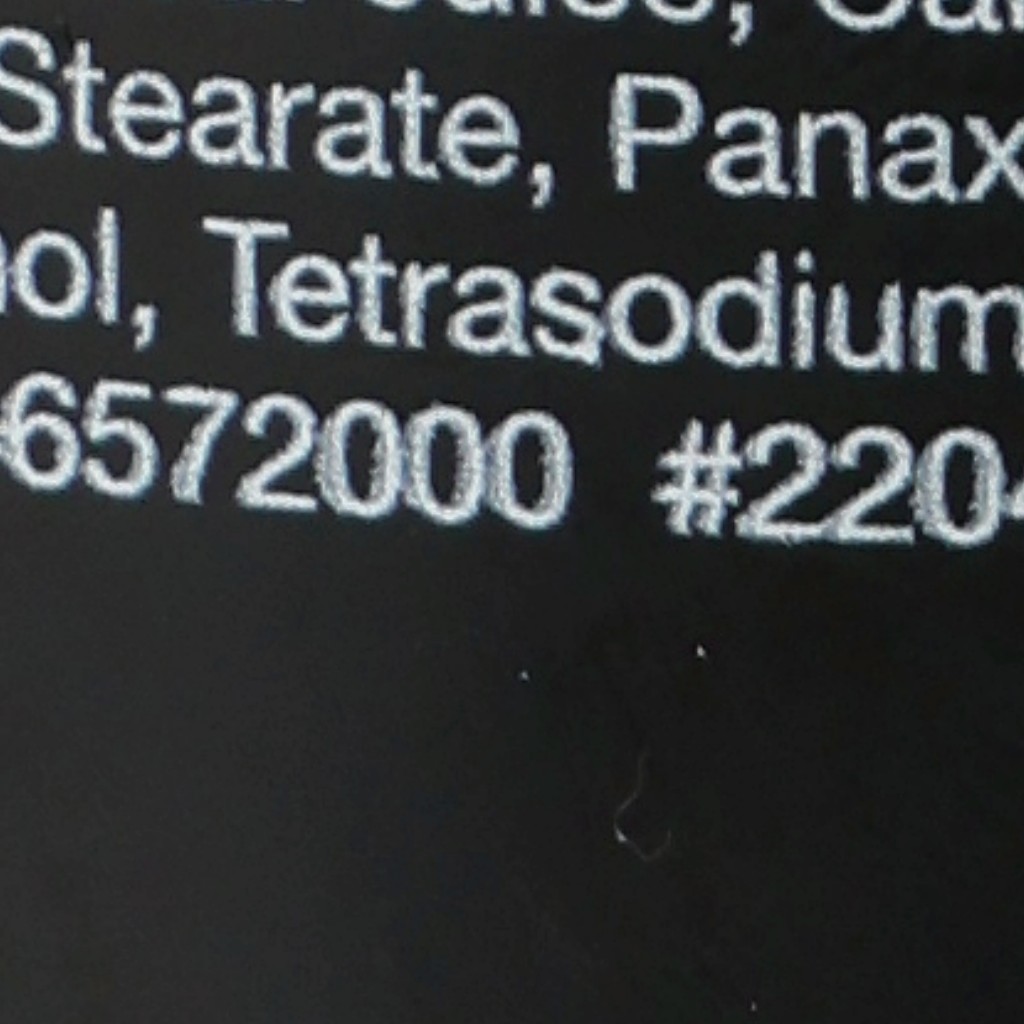 Stearate, Panax
ol, Tetrasodium
6572000 #220